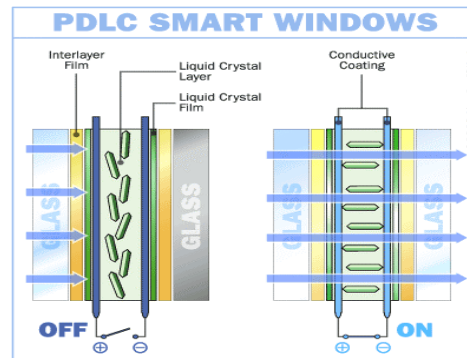 PDLC SMART WINDOWS
Interlayer
Film
Liquid Crystal
Layer
Liquid Crystal
Film
Conductive
Coating
GLASS
GLASS
GLASS
GLASS
OFF
+ −
+ −
ON